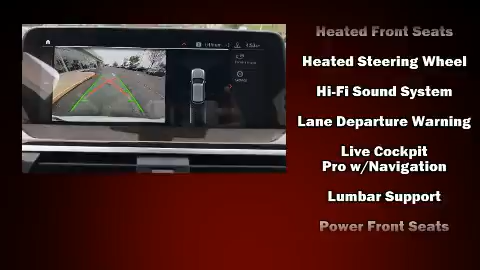 Heated Front Seats
Heated Steering Wheel
Hi-Fi Sound System
Lane Departure Warning
Live Cockpit
Pro w/Navigation
Lumbar Support
Power Front Seats